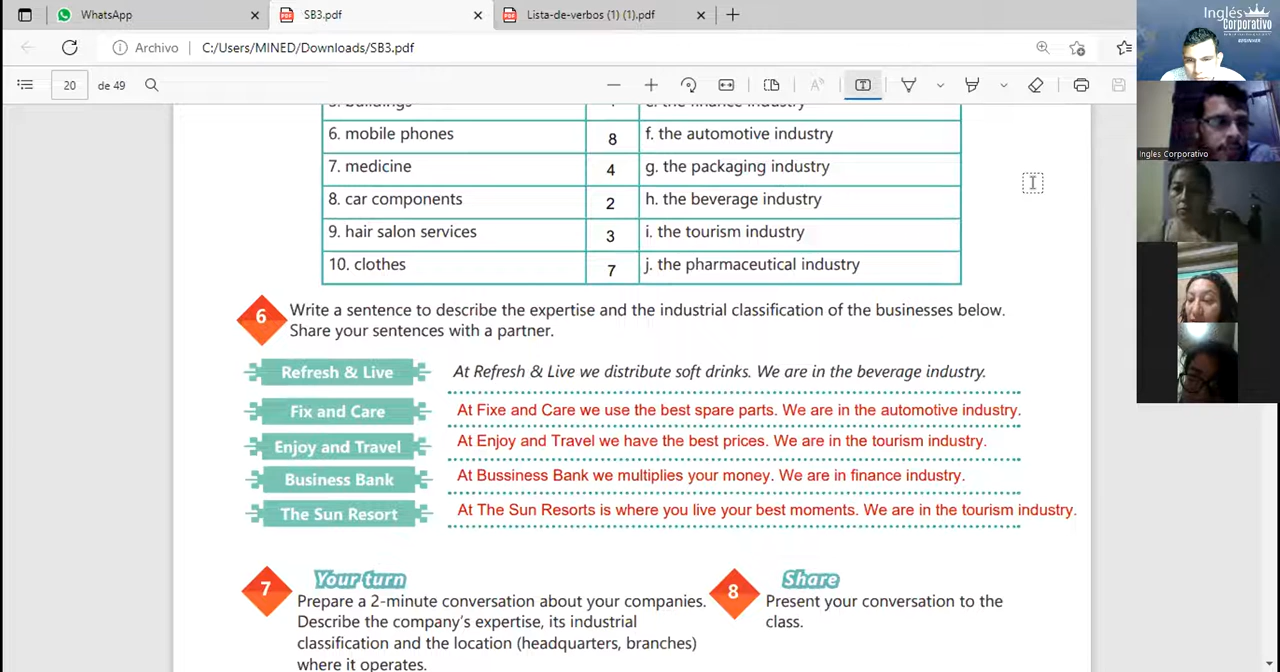 WhatsApp
SB3.pdf
Lista-de-verbos (1) (1).pdf
Archivo
C:/Users/MINED/Downloads/SB3.pdf
20
de 49
Inglés
Corporativo
BEGINNER
Ingles Corporativo
5. buildings
e. the finance industry
6. mobile phones
8
f. the automotive industry
7. medicine
4
g. the packaging industry
8. car components
2
h. the beverage industry
9. hair salon services
3
i. the tourism industry
10. clothes
7
j. the pharmaceutical industry
6
Write a sentence to describe the expertise and the industrial classification of the businesses below.
Share your sentences with a partner.
Refresh & Live
At Refresh & Live we distribute soft drinks. We are in the beverage industry.
Fix and Care
At Fixe and Care we use the best spare parts. We are in the automotive industry.
Enjoy and Travel
At Enjoy and Travel we have the best prices. We are in the tourism industry.
Business Bank
At Bussiness Bank we multiplies your money. We are in finance industry.
The Sun Resort
At The Sun Resorts is where you live your best moments. We are in the tourism industry.
7
Your turn
Prepare a 2-minute conversation about your companies.
Describe the company's expertise, its industrial
classification and the location (headquarters, branches)
where it operates.
8
Share
Present your conversation to the
class.